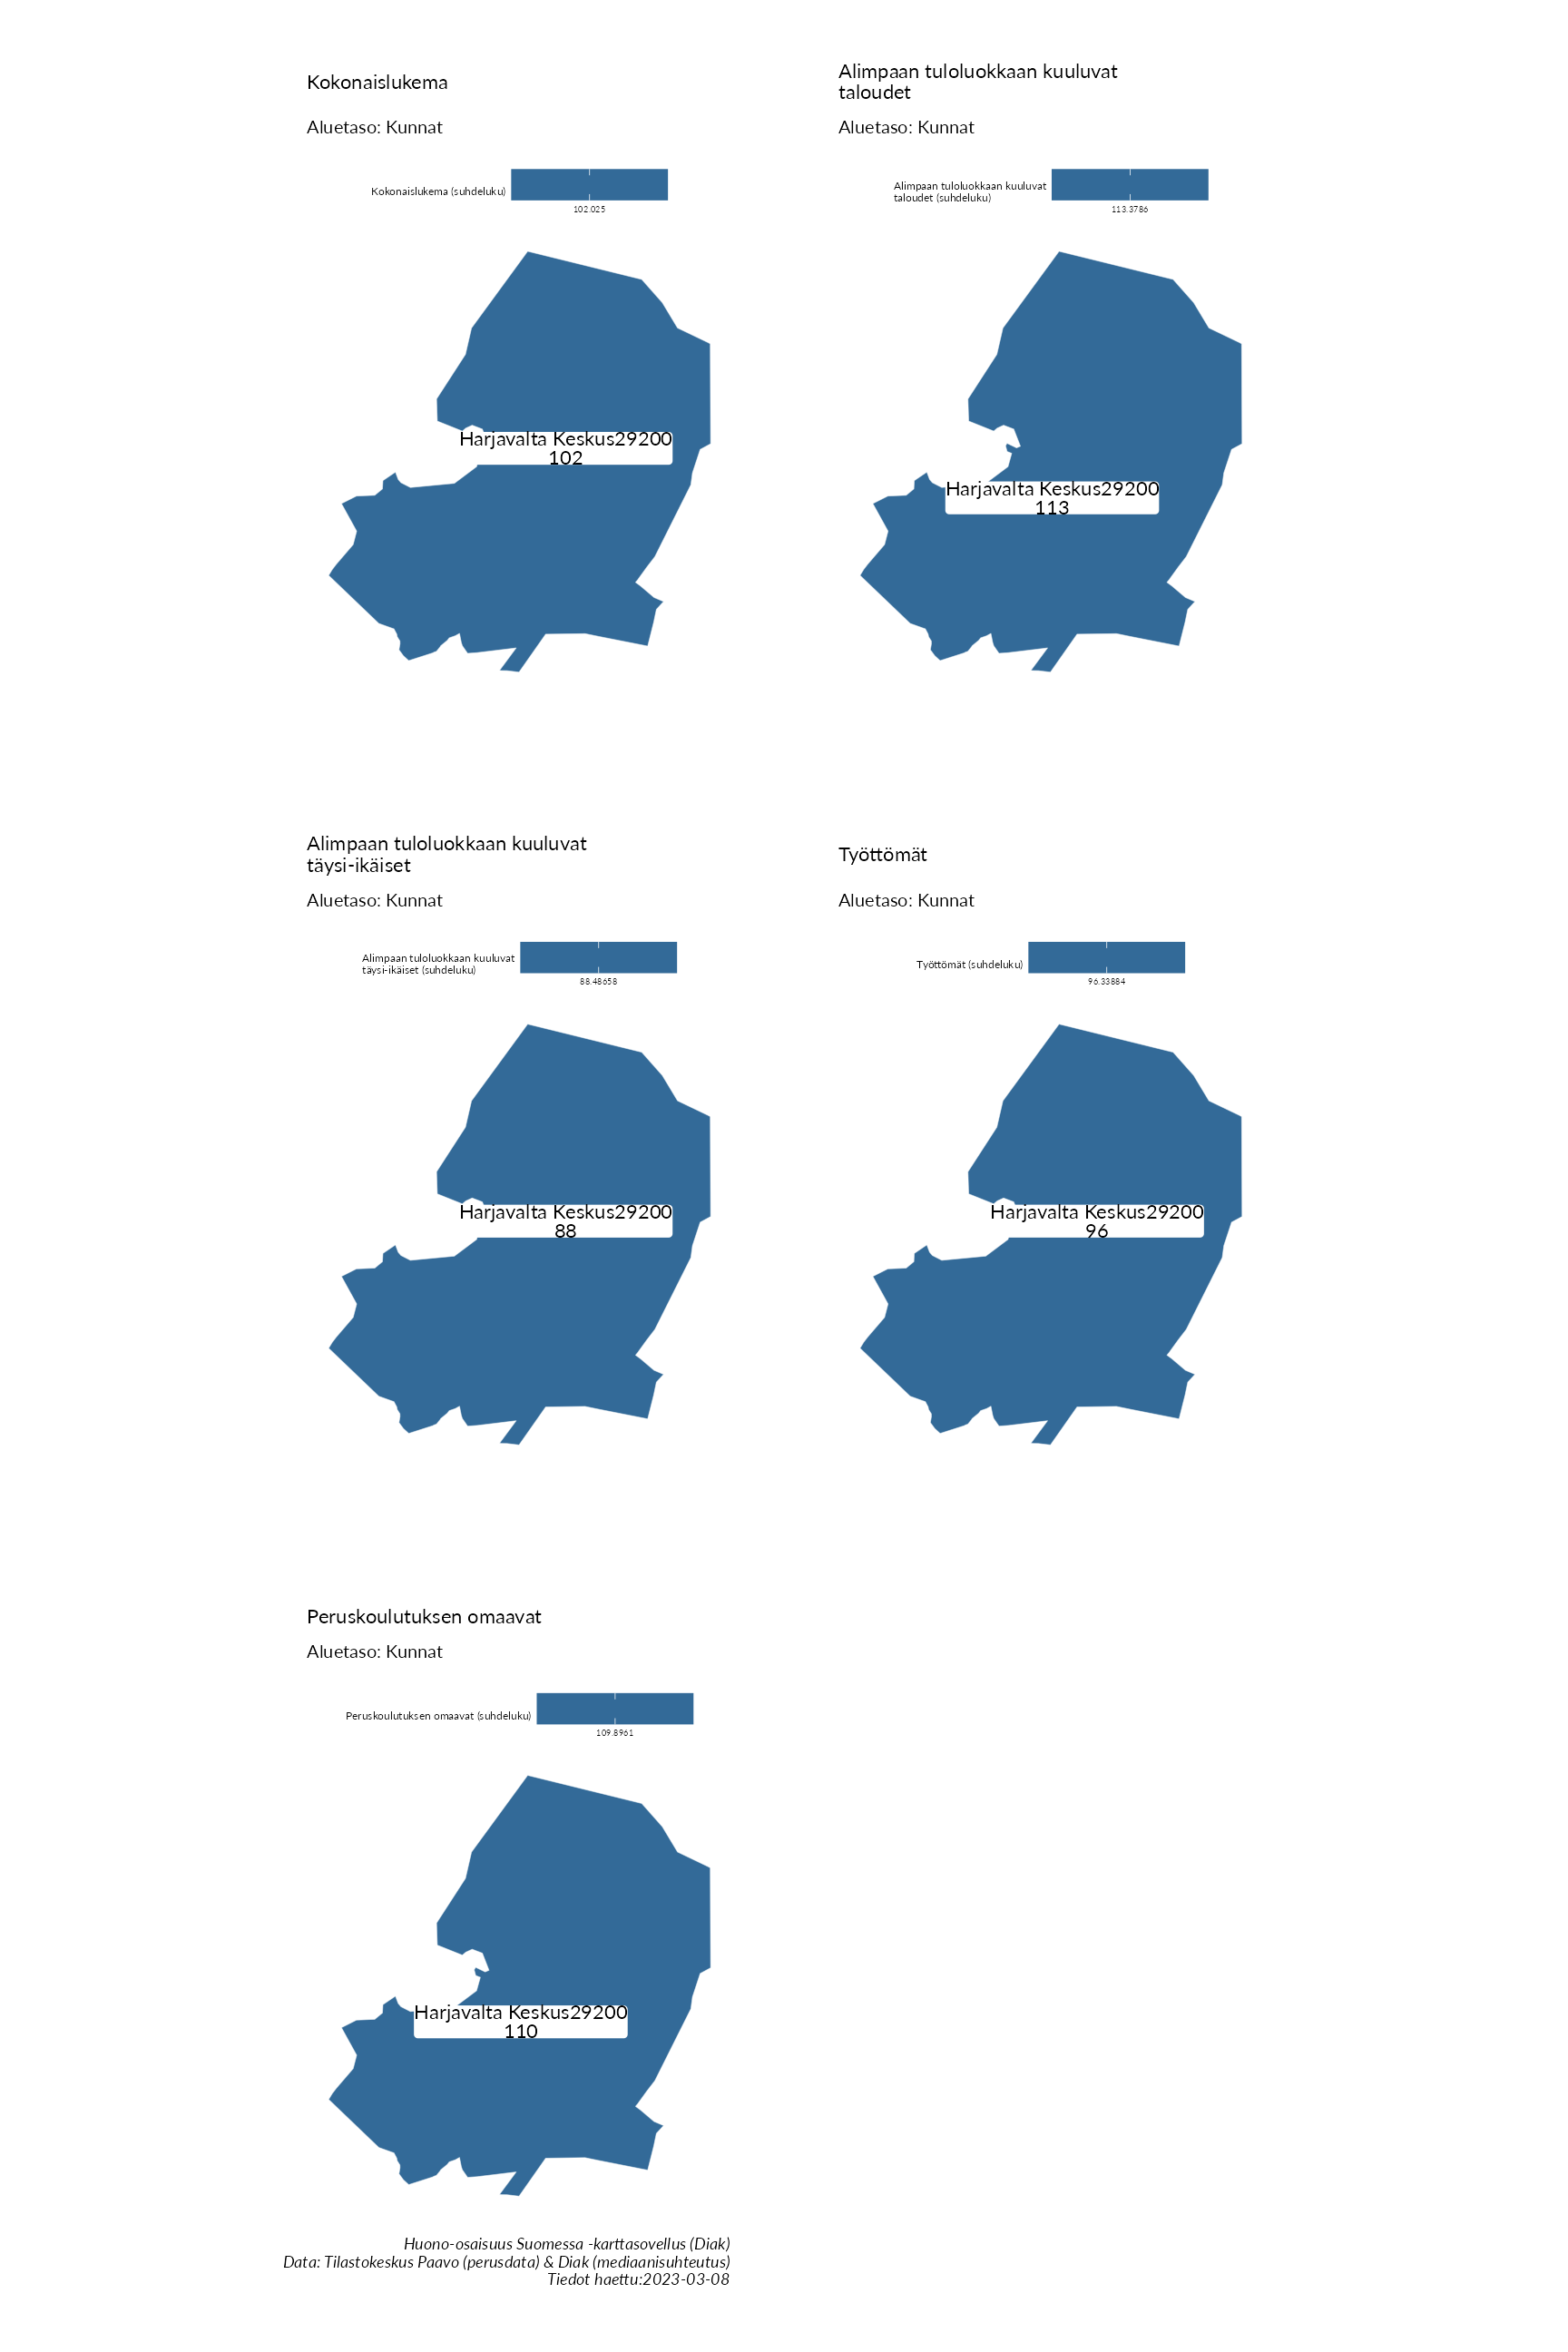 Kokonaislukema
Aluetaso: Kunnat
Kokonaislukema (suhdeluku)
102.025
Harjavalta Keskus29200
102
Alimpaan tuloluokkaan kuuluvat
taloudet
Aluetaso: Kunnat
Alimpaan tuloluokkaan kuuluvat
taloudet (suhdeluku)
113.3786
Harjavalta Keskus29200
113
Alimpaan tuloluokkaan kuuluvat
täysi-ikäiset
Aluetaso: Kunnat
Alimpaan tuloluokkaan kuuluvat
täysi-ikäiset (suhdeluku)
88.48658
Harjavalta Keskus29200
88
Työttömät
Aluetaso: Kunnat
Työttömät (suhdeluku)
96.33884
Harjavalta Keskus29200
96
Peruskoulutuksen omaavat
Aluetaso: Kunnat
Peruskoulutuksen omaavat (suhdeluku)
109.8961
Harjavalta Keskus29200
110
Huono-osaisuus Suomessa -karttasovellus (Diak)
Data: Tilastokeskus Paavo (perusdata) & Diak (mediaanisuhteutus)
Tiedot haettu:2023-03-08